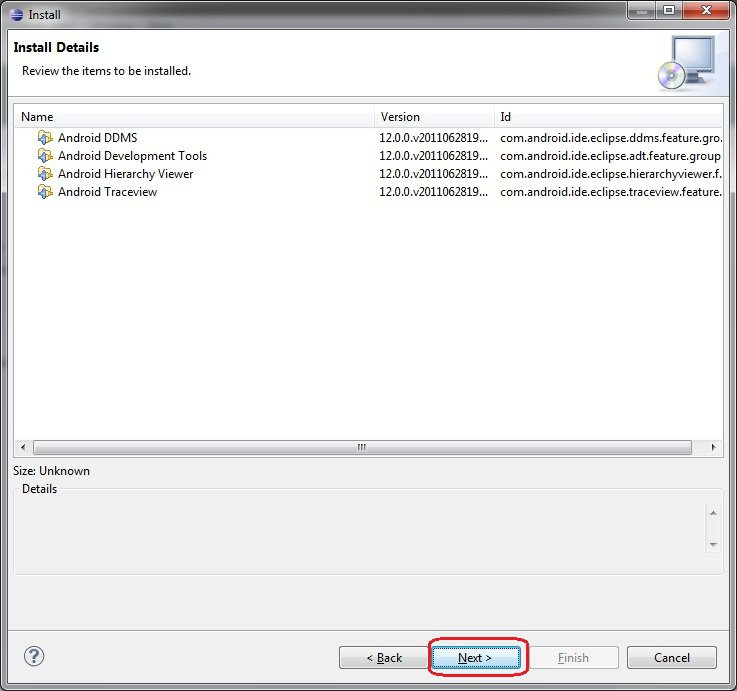 Install
Install Details
Review the items to be installed.
Name Version Id
Android DDMS 12.0.0.v2011062819... com.android.ide.eclipse.ddms.feature.gro.
Android Development Tools 12.0.0.v2011062819... com.android.ide.eclipse.adt.feature.group
Android Hierarchy Viewer 12.0.0.v2011062819... com.android.ide.eclipse.hierarchyviewer.f.
Android Traceview 12.0.0.v2011062819... com.android.ide.eclipse.traceview.feature.
Size: Unknown
Details
? < Back Next > Finish Cancel